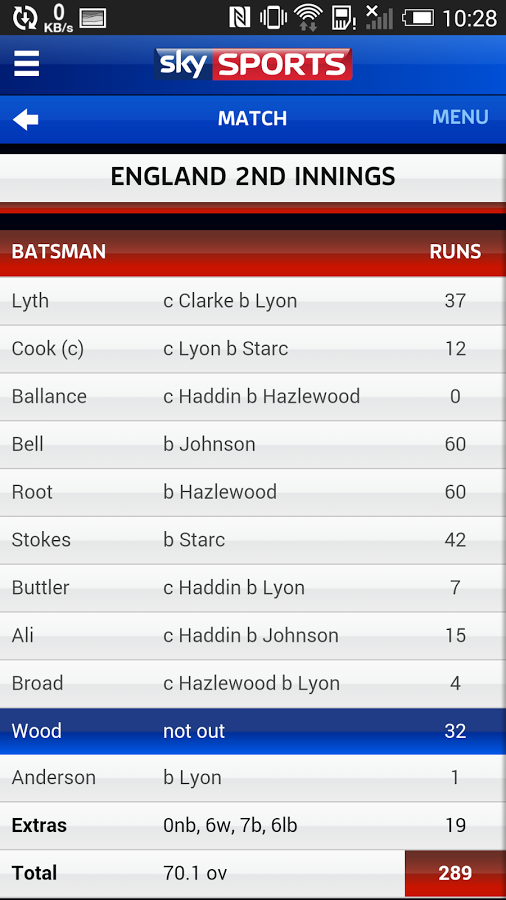 0 KB/s 10:28
sky SPORTS
MATCH MENU
ENGLAND 2ND INNINGS
BATSMAN RUNS
Lyth c Clarke b Lyon 37
Cook (c) c Lyon b Starc 12
Ballance c Haddin b Hazlewood 0
Bell b Johnson 60
Root b Hazlewood 60
Stokes b Starc 42
Buttler c Haddin b Lyon 7
Ali c Haddin b Johnson 15
Broad c Hazlewood b Lyon 4
Wood not out 32
Anderson b Lyon 1
Extras 0nb, 6w, 7b, 6lb 19
Total 70.1 ov 289